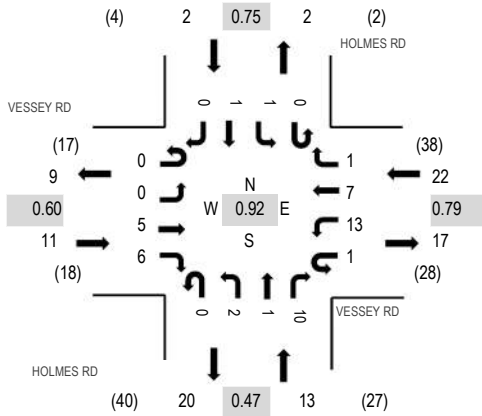 (4) 2 0.75 2 (2)
HOLMES RD
VESSEY RD
0 1 1 0
(17) 0 1 (38)
9 0 N 7 22
0.60 W 0.92 E 0.79
11 5 S 13 17
(18) 6 1 (28)
0 2 1 10
VESSEY RD
HOLMES RD
(40) 20 0.47 13 (27)